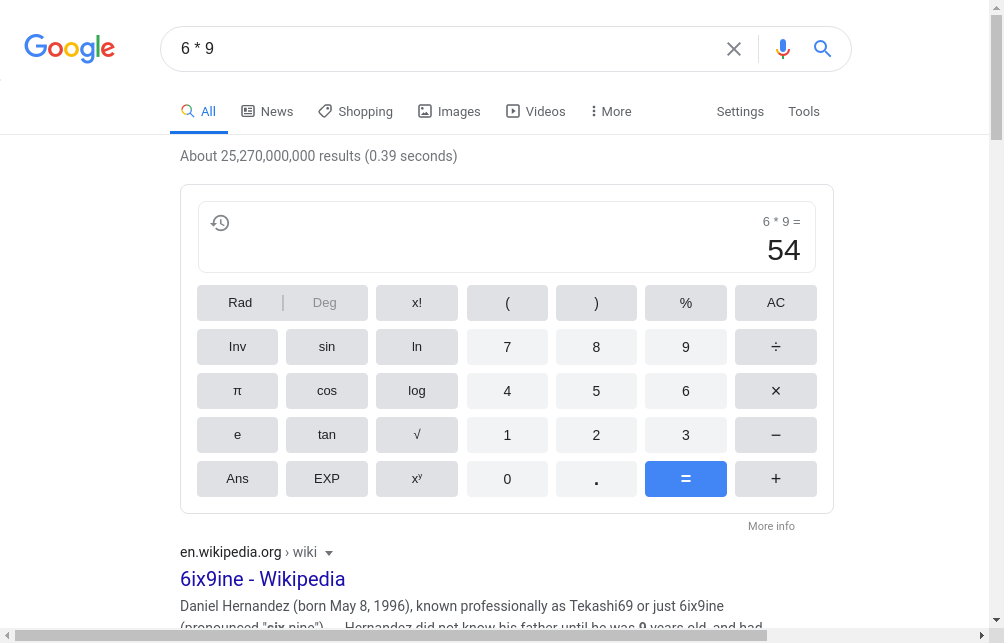 Google
6 * 9
All
News
Shopping
Images
Videos
More
Settings
Tools
About 25,270,000,000 results (0.39 seconds)
6 * 9 =
54
Rad | Deg x! ( ) % AC
Inv sin ln 7 8 9 ÷
π cos log 4 5 6 ×
e tan √ 1 2 3 −
Ans EXP xʸ 0 . = +
More info
en.wikipedia.org › wiki
6ix9ine - Wikipedia
Daniel Hernandez (born May 8, 1996), known professionally as Tekashi69 or just 6ix9ine
(pronounced "six nine") ... Hernandez did not know his father until he was 9 years old, and had